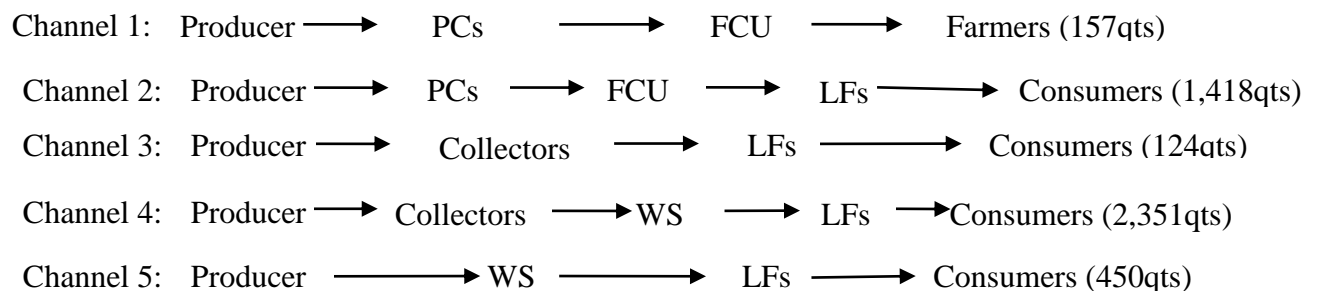 Channel 1: Producer PCs FCU Farmers (157qts)
Channel 2: Producer PCs FCU LFs Consumers (1,418qts)
Channel 3: Producer Collectors LFs Consumers (124qts)
Channel 4: Producer Collectors WS LFs Consumers (2,351qts)
Channel 5: Producer WS LFs Consumers (450qts)